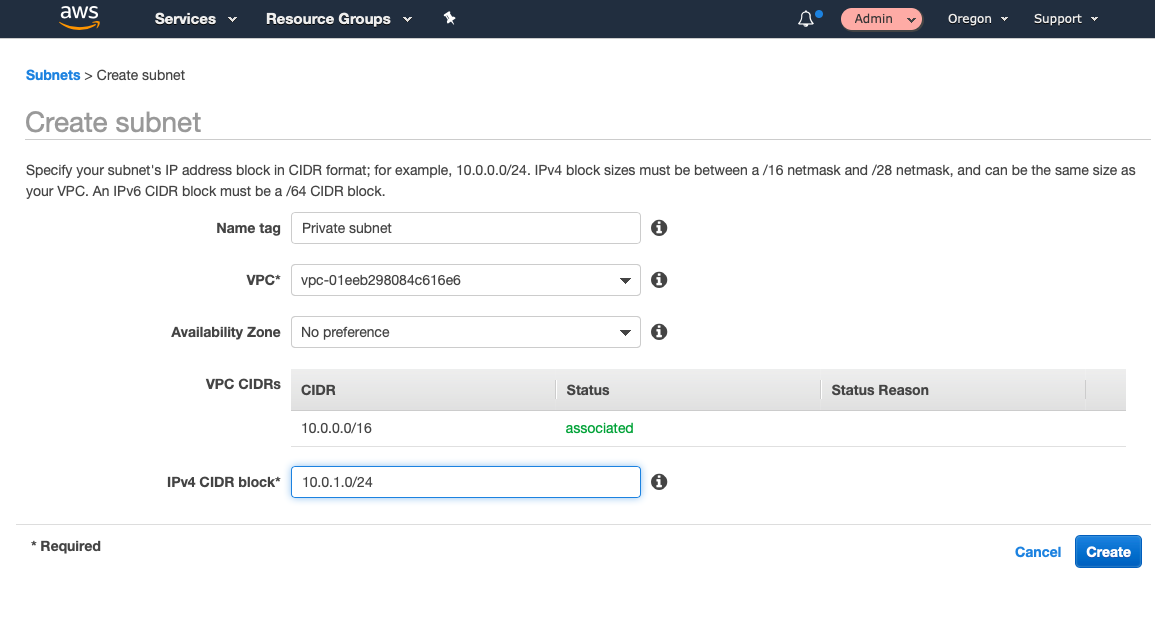 aws Services Resource Groups Admin Oregon Support
Subnets > Create subnet
Create subnet
Specify your subnet's IP address block in CIDR format; for example, 10.0.0.0/24. IPv4 block sizes must be between a /16 netmask and /28 netmask, and can be the same size as
your VPC. An IPv6 CIDR block must be a /64 CIDR block.
Name tag Private subnet
VPC* vpc-01eeb298084c616e6
Availability Zone No preference
VPC CIDRs CIDR Status Status Reason
10.0.0.0/16 associated
IPv4 CIDR block* 10.0.1.0/24
* Required
Cancel Create